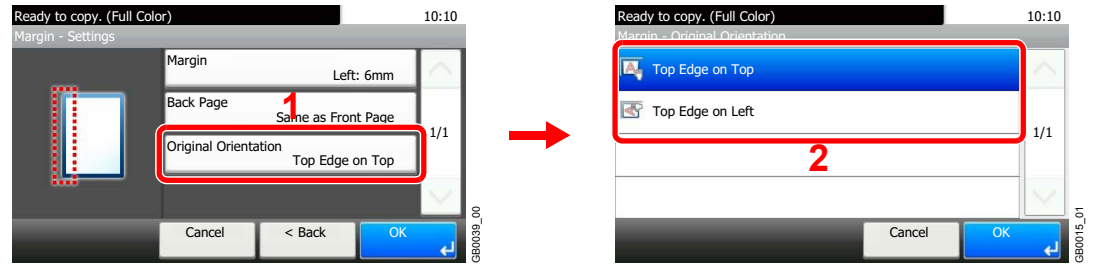 Ready to copy. (Full Color)
10:10
Margin - Settings
Margin
Left: 6mm
Back Page
Same as Front Page
1
Original Orientation
Top Edge on Top
1/1
Cancel
< Back
OK
GB0039_00
Ready to copy. (Full Color)
10:10
Margin - Original Orientation
Top Edge on Top
Top Edge on Left
1/1
2
Cancel
OK
GB0015_01